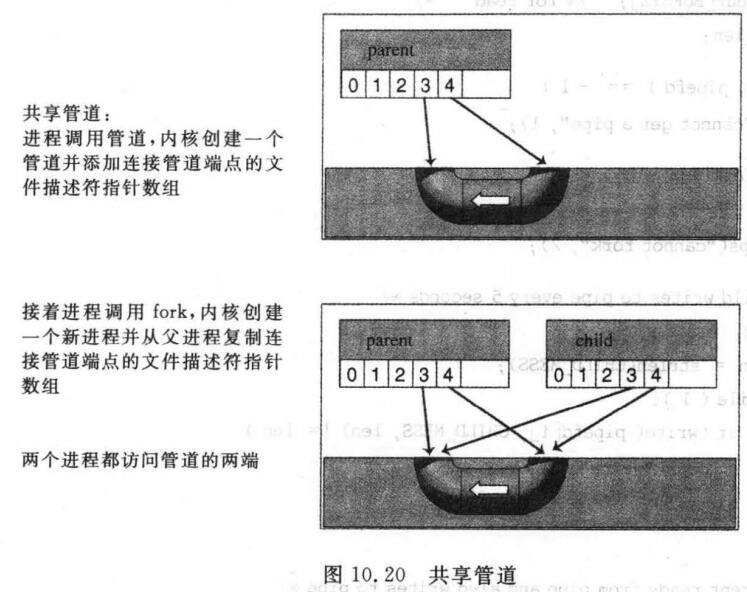 parent
0 1 2 3 4
共享管道：
进程调用管道，内核创建一个
管道并添加连接管道端点的文
件描述符指针数组
接着进程调用 fork，内核创建
一个新进程并从父进程复制连
接管道端点的文件描述符指针
数组
两个进程都访问管道的两端
parent
0 1 2 3 4
child
0 1 2 3 4
图 10.20 共享管道